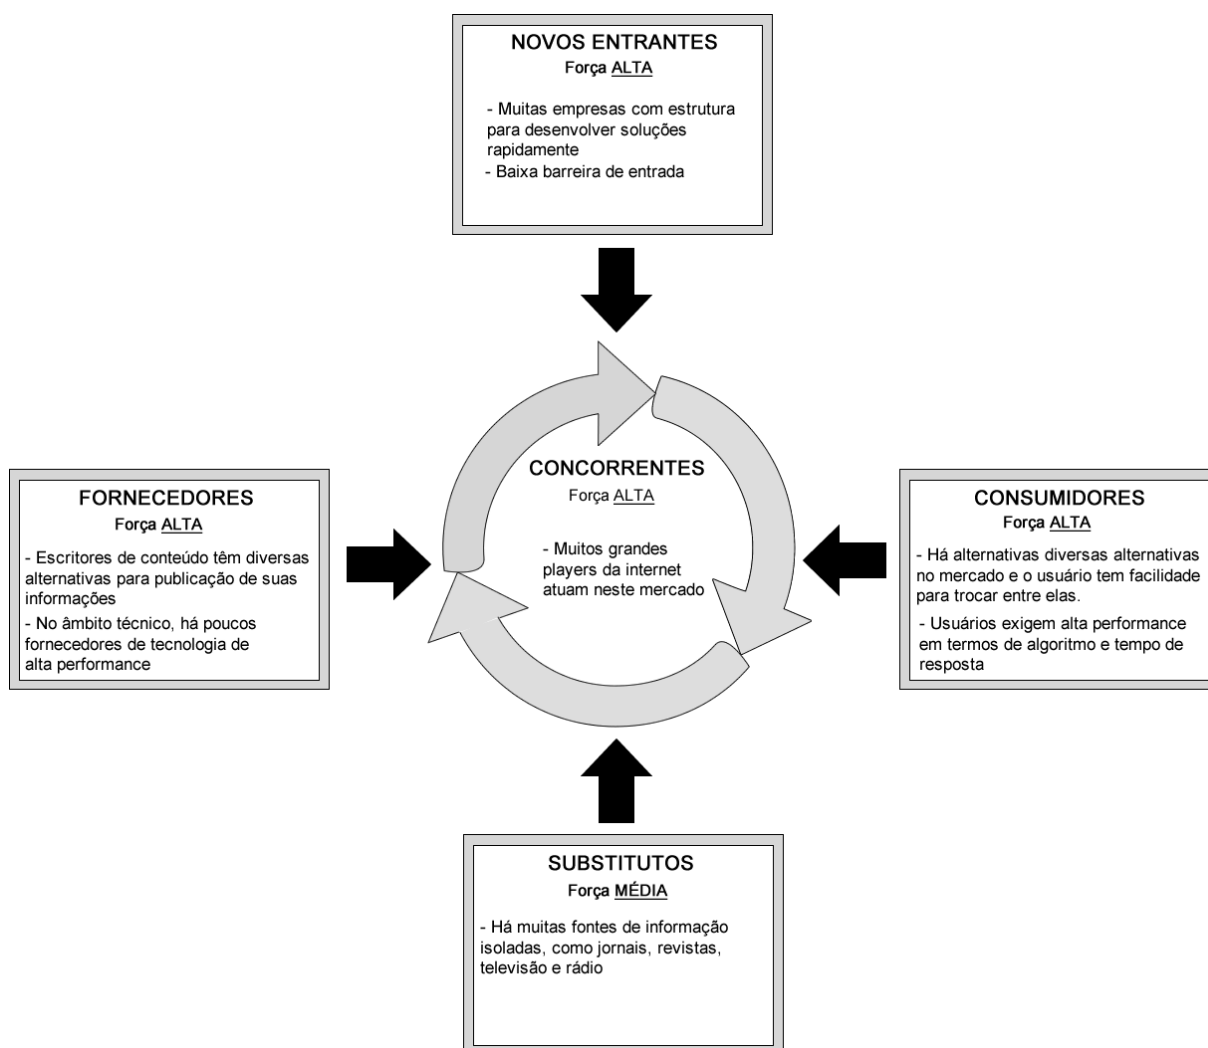 NOVOS ENTRANTES
Força ALTA
- Muitas empresas com estrutura
para desenvolver soluções
rapidamente
- Baixa barreira de entrada
CONCORRENTES
Força ALTA
- Muitos grandes
players da internet
atuam neste mercado
FORNECEDORES
Força ALTA
- Escritores de conteúdo têm diversas
alternativas para publicação de suas
informações
- No âmbito técnico, há poucos
fornecedores de tecnologia de
alta performance
CONSUMIDORES
Força ALTA
- Há alternativas diversas alternativas
no mercado e o usuário tem facilidade
para trocar entre elas.
- Usuários exigem alta performance
em termos de algoritmo e tempo de
resposta
SUBSTITUTOS
Força MÉDIA
- Há muitas fontes de informação
isoladas, como jornais, revistas,
televisão e rádio